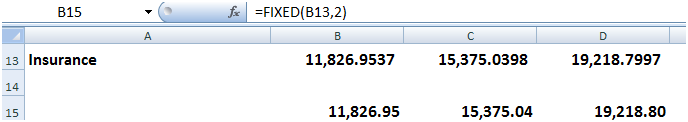 B15 fx =FIXED(B13,2)
A B C D
13 Insurance 11,826.9537 15,375.0398 19,218.7997
14
15 11,826.95 15,375.04 19,218.80